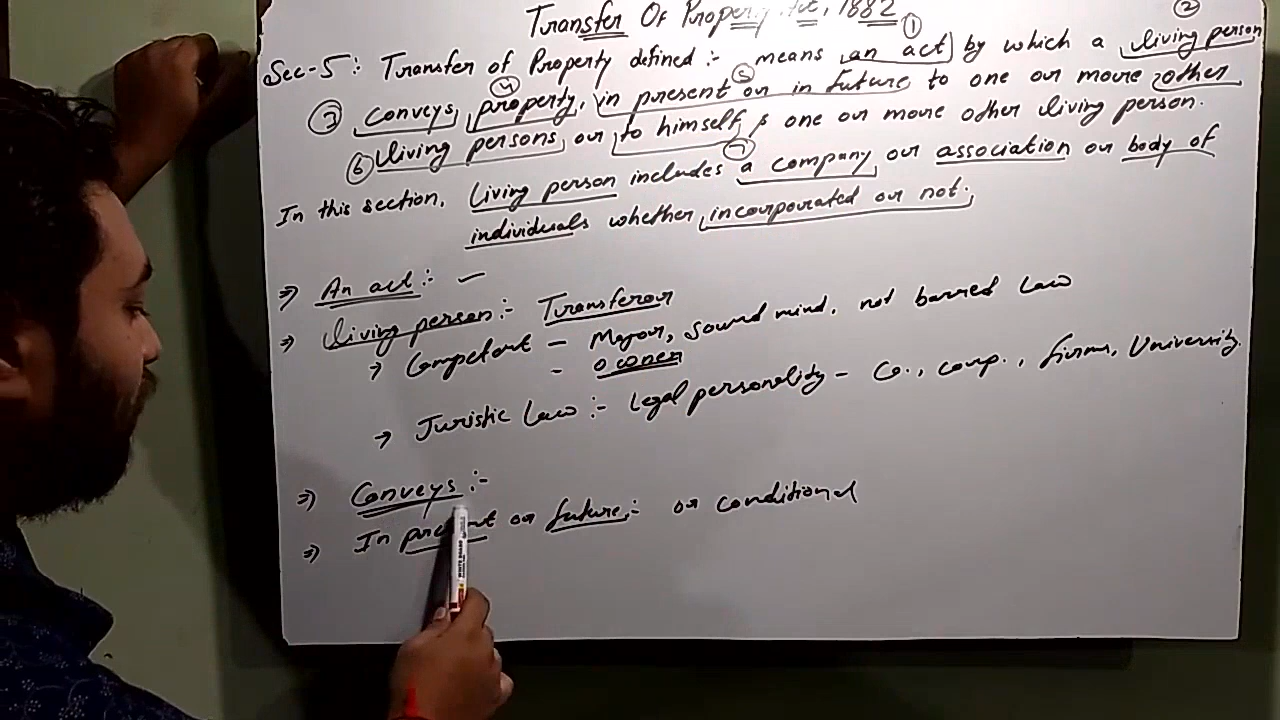 Transfer Of Property Act, 1882
① ②
Sec-5: Transfer of Property defined :- means an act by which a living person
③ conveys, ④ property, ⑤ in present or in future to one or more other
⑥ living persons, or to himself, & one or more other living person.
In this section, living person includes ⑦ a company or association or body of
individuals whether incorporated or not.
⇒ An act :- –
⇒ living person :- Transferor
→ Competent – Mayor, sound mind, not barred Law
- owner
→ Juristic Law :- Legal personality – Co., comp., firms, University.
⇒ Conveys :-
⇒ In present or future :- or conditional
WHITE BOARD